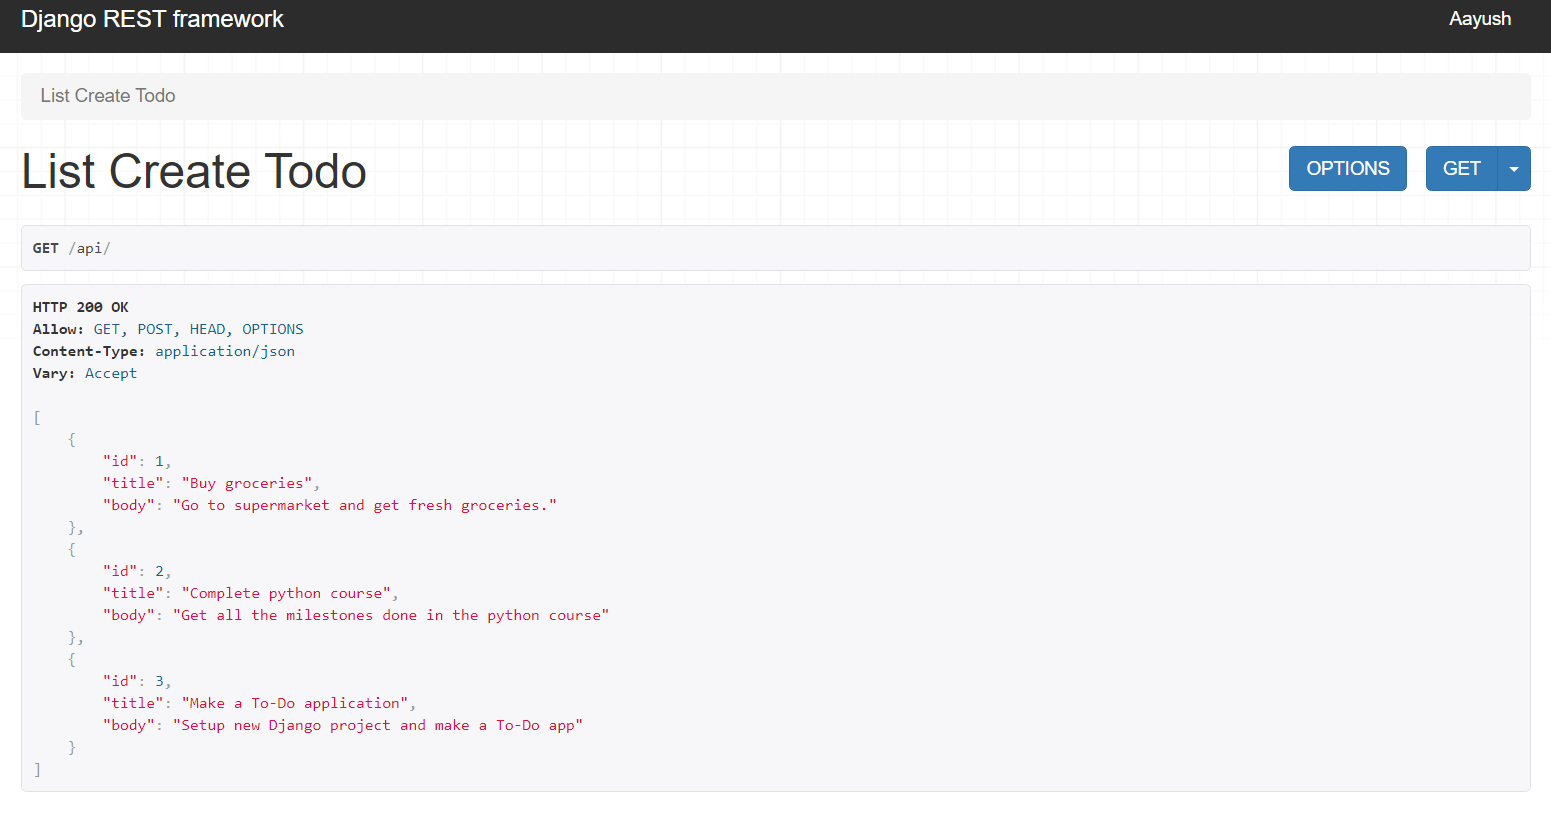 Django REST framework
Aayush
List Create Todo
List Create Todo
OPTIONS
GET
GET /api/
HTTP 200 OK
Allow: GET, POST, HEAD, OPTIONS
Content-Type: application/json
Vary: Accept
[
    {
        "id": 1,
        "title": "Buy groceries",
        "body": "Go to supermarket and get fresh groceries."
    },
    {
        "id": 2,
        "title": "Complete python course",
        "body": "Get all the milestones done in the python course"
    },
    {
        "id": 3,
        "title": "Make a To-Do application",
        "body": "Setup new Django project and make a To-Do app"
    }
]